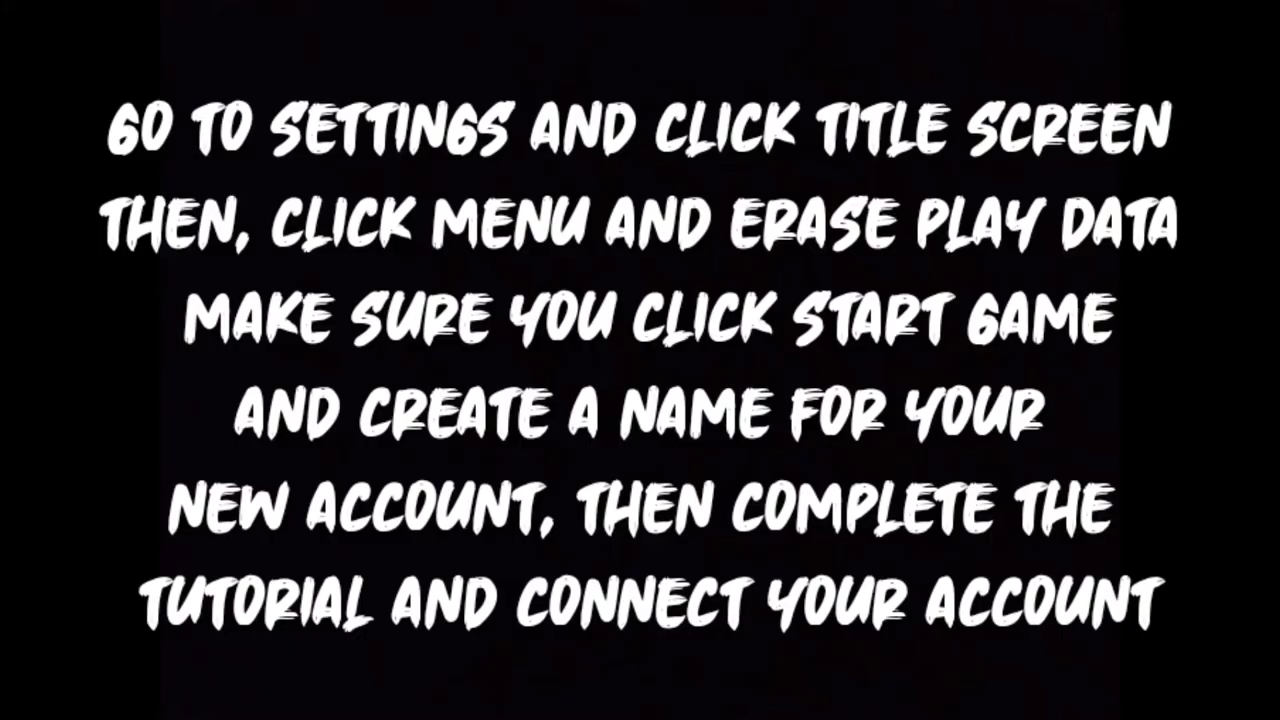 GO TO SETTINGS AND CLICK TITLE SCREEN
THEN, CLICK MENU AND ERASE PLAY DATA
MAKE SURE YOU CLICK START GAME
AND CREATE A NAME FOR YOUR
NEW ACCOUNT, THEN COMPLETE THE
TUTORIAL AND CONNECT YOUR ACCOUNT